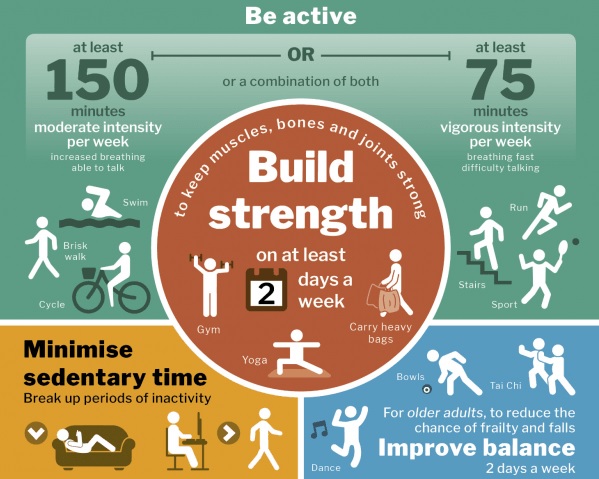 Be active
at least
150
minutes
moderate intensity
per week
increased breathing
able to talk
OR
or a combination of both
at least
75
minutes
vigorous intensity
per week
breathing fast
difficulty talking
Swim
Brisk
walk
Cycle
to keep muscles, bones and joints strong
Build
strength
on at least
2
days a
week
Gym
Yoga
Carry heavy
bags
Run
Stairs
Sport
Minimise
sedentary time
Break up periods of inactivity
Bowls
Tai Chi
Dance
For older adults, to reduce the
chance of frailty and falls
Improve balance
2 days a week